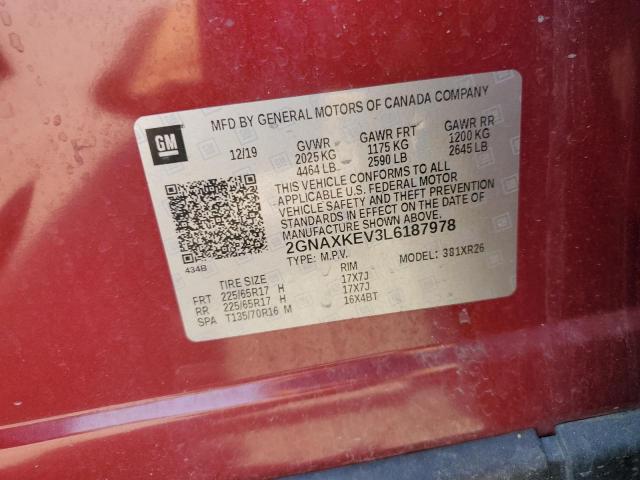 MFD BY GENERAL MOTORS OF CANADA COMPANY
GM
12/19 GVWR GAWR FRT GAWR RR
2025 KG 1175 KG 1200 KG
4464 LB 2590 LB 2645 LB
THIS VEHICLE CONFORMS TO ALL
APPLICABLE U.S. FEDERAL MOTOR
VEHICLE SAFETY AND THEFT PREVENTION
STANDARDS IN EFFECT ON THE DATE OF
MANUFACTURE SHOWN ABOVE.
2GNAXKEV3L6187978
434B
TYPE: M.P.V. MODEL: 381XR26
TIRE SIZE RIM
FRT 225/65R17 H 17X7J
RR 225/65R17 H 17X7J
SPA T135/70R16 M 16X4BT